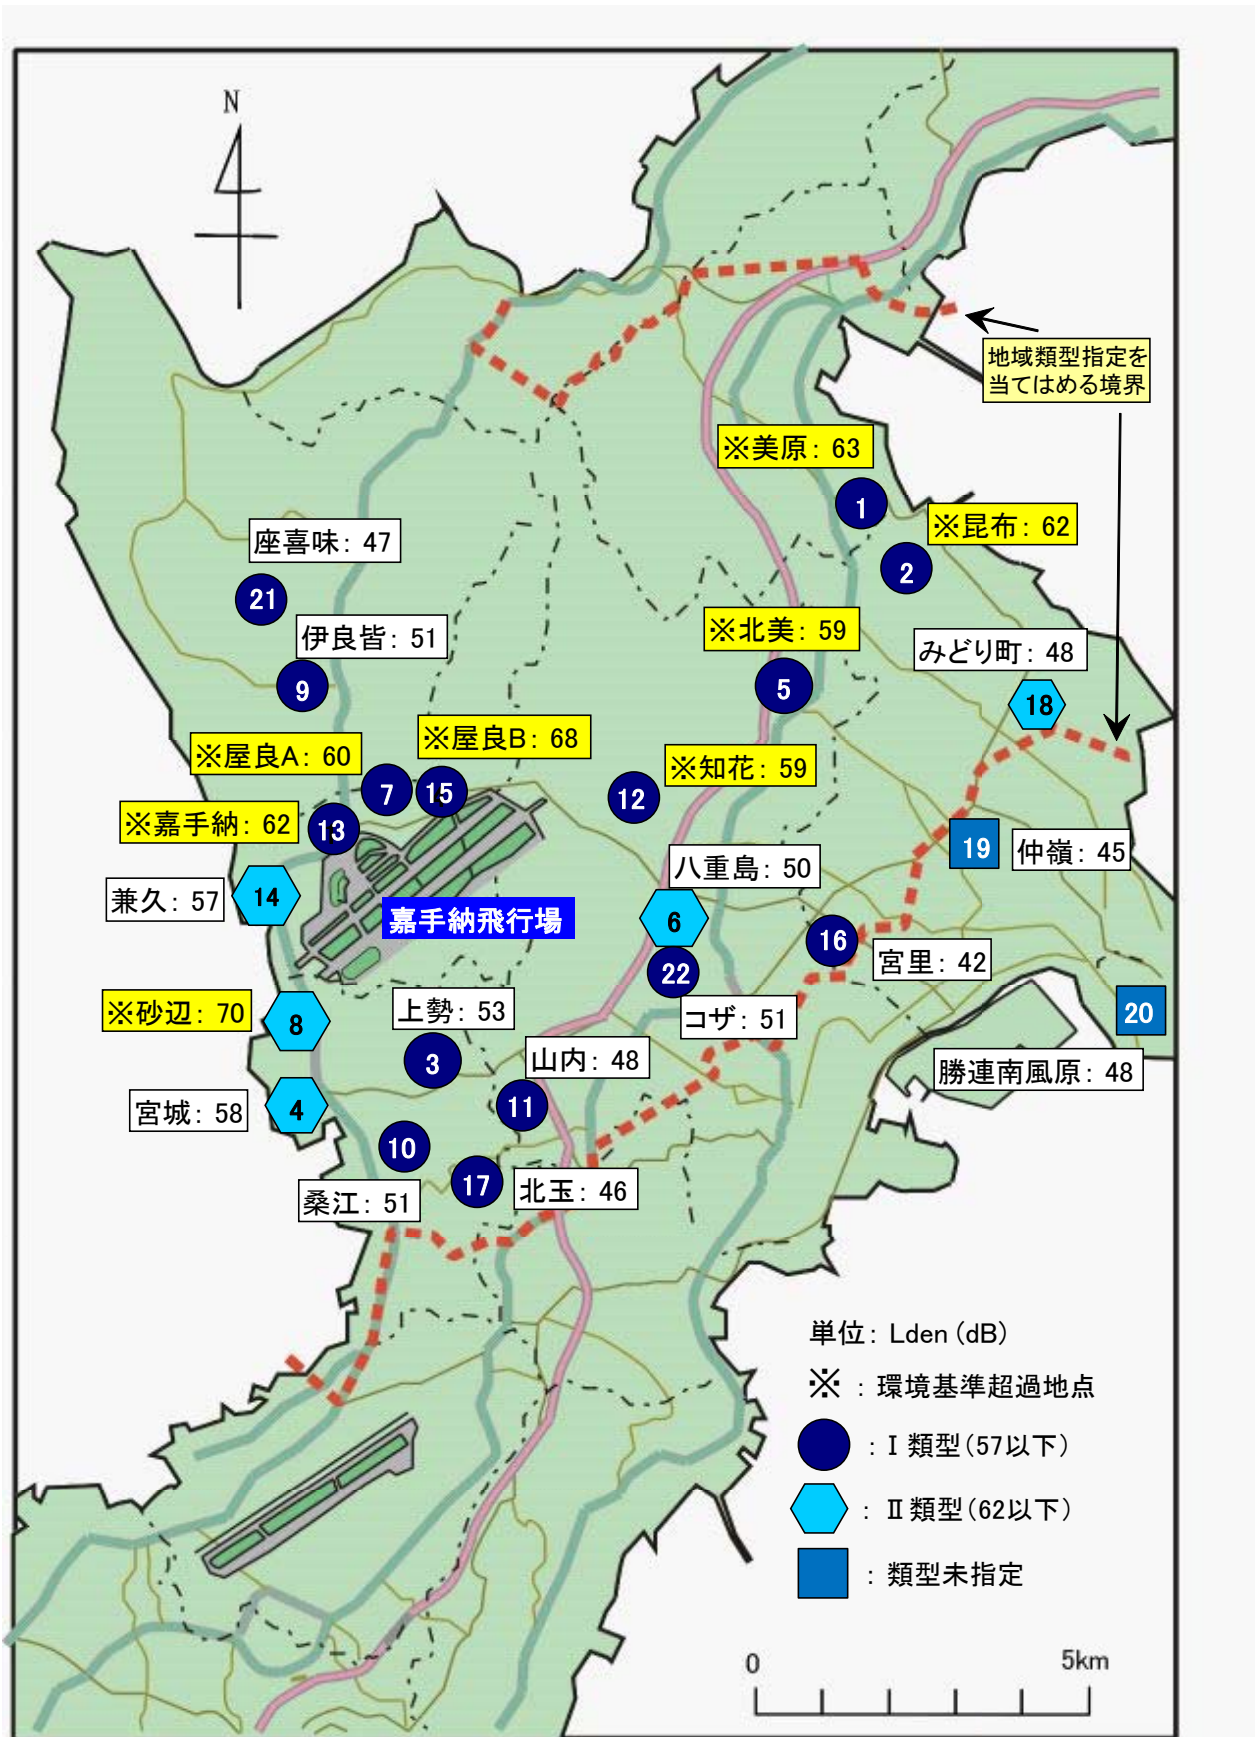 N
地域類型指定を
当てはめる境界
※美原：63
1
※昆布：62
2
座喜味：47
21
伊良皆：51
9
※北美：59
5
みどり町：48
18
※屋良A：60
7
※屋良B：68
15
※知花：59
12
※嘉手納：62
13
19
仲嶺：45
八重島：50
6
兼久：57
14
嘉手納飛行場
16
宮里：42
22
コザ：51
※砂辺：70
8
上勢：53
3
20
勝連南風原：48
山内：48
11
宮城：58
4
10
桑江：51
17
北玉：46
単位：Lden（dB）
※：環境基準超過地点
：Ⅰ類型（57以下）
：Ⅱ類型（62以下）
：類型未指定
0
5km